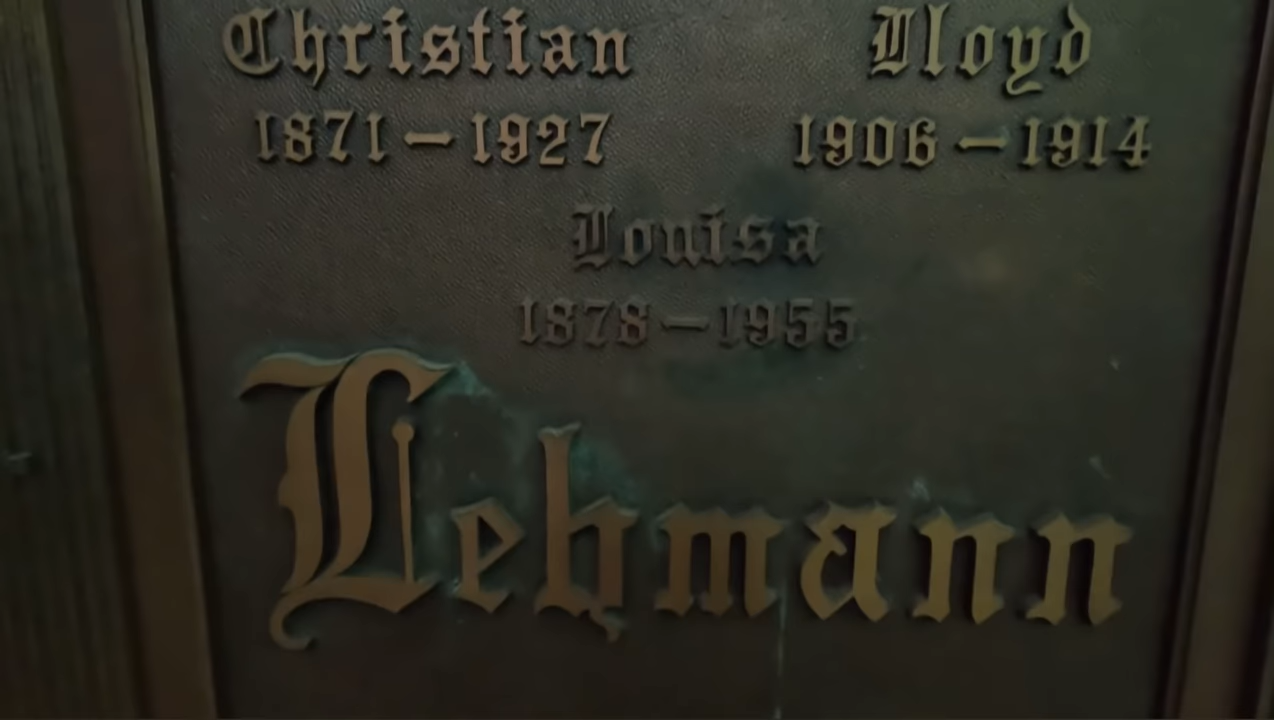 Christian Lloyd
1871–1927 1906–1914
Louisa
1878–1955
Lehmann